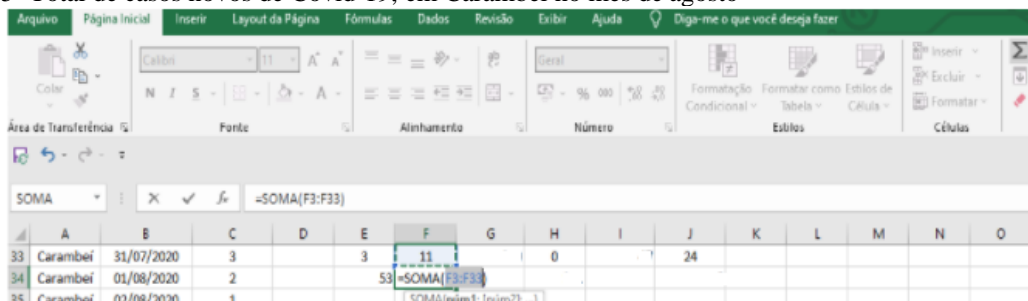 Total de casos novos de Covid 19, em Carambeí no mês de agosto
Arquivo Página Inicial Inserir Layout da Página Fórmulas Dados Revisão Exibir Ajuda Diga-me o que você deseja fazer
Colar
Calibri 11 A A
N I S A
Geral
% 000
Formatação Condicional
Formatar como Tabela
Estilos de Célula
Inserir
Excluir
Formatar
Σ
Área de Transferência Fonte Alinhamento Número Estilos Células
SOMA fx =SOMA(F3:F33)
A B C D E F G H I J K L M N O
33 Carambeí 31/07/2020 3 3 11 0 24
34 Carambeí 01/08/2020 2 53 =SOMA(F3:F33)
35 Carambeí 02/08/2020 1 SOMA(núm1; [núm2]; ...)